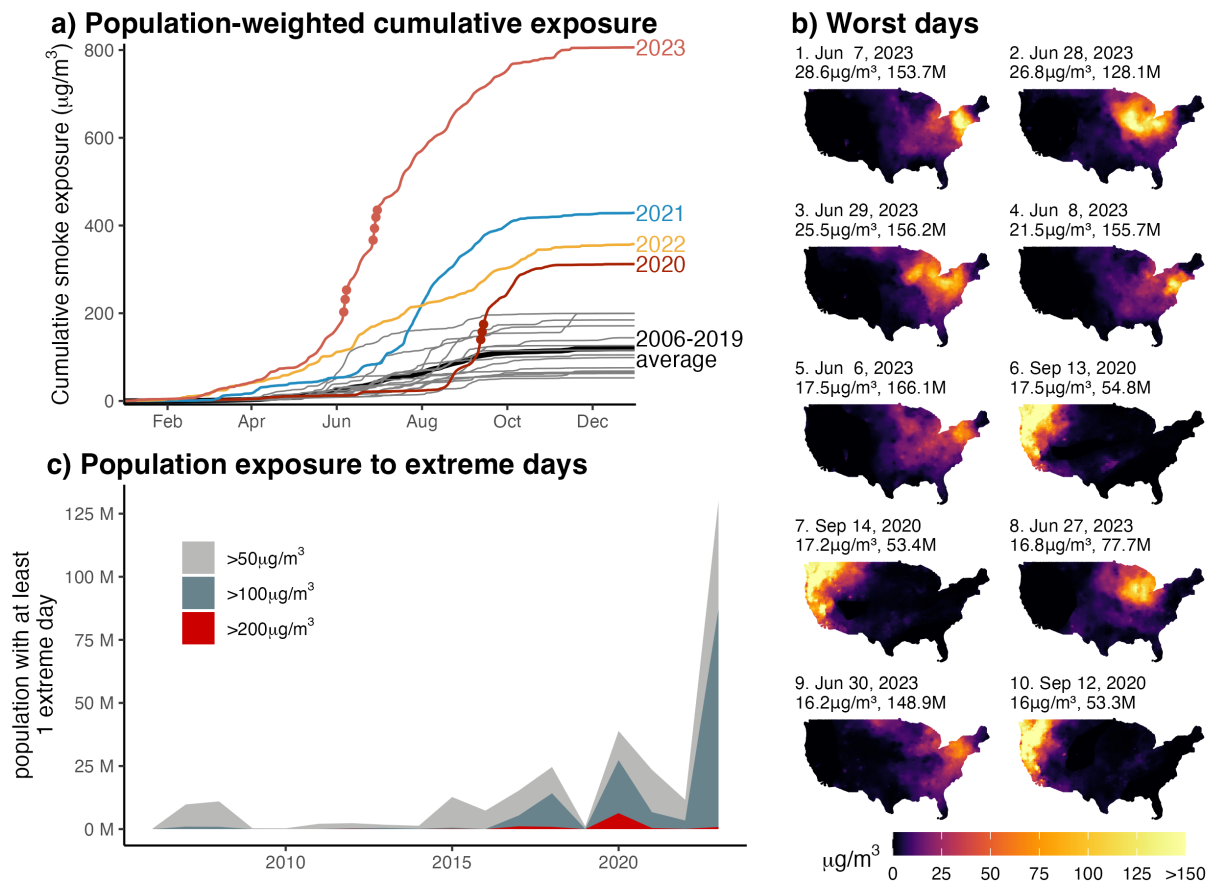 a) Population-weighted cumulative exposure
Cumulative smoke exposure (μg/m³)
800
600
400
200
0
Feb
Apr
Jun
Aug
Oct
Dec
2023
2021
2022
2020
2006-2019
average
b) Worst days
1. Jun 7, 2023
28.6μg/m³, 153.7M
2. Jun 28, 2023
26.8μg/m³, 128.1M
3. Jun 29, 2023
25.5μg/m³, 156.2M
4. Jun 8, 2023
21.5μg/m³, 155.7M
5. Jun 6, 2023
17.5μg/m³, 166.1M
6. Sep 13, 2020
17.5μg/m³, 54.8M
7. Sep 14, 2020
17.2μg/m³, 53.4M
8. Jun 27, 2023
16.8μg/m³, 77.7M
9. Jun 30, 2023
16.2μg/m³, 148.9M
10. Sep 12, 2020
16μg/m³, 53.3M
μg/m³
0
25
50
75
100
125
>150
c) Population exposure to extreme days
population with at least
1 extreme day
125 M
100 M
75 M
50 M
25 M
0 M
>50μg/m³
>100μg/m³
>200μg/m³
2010
2015
2020